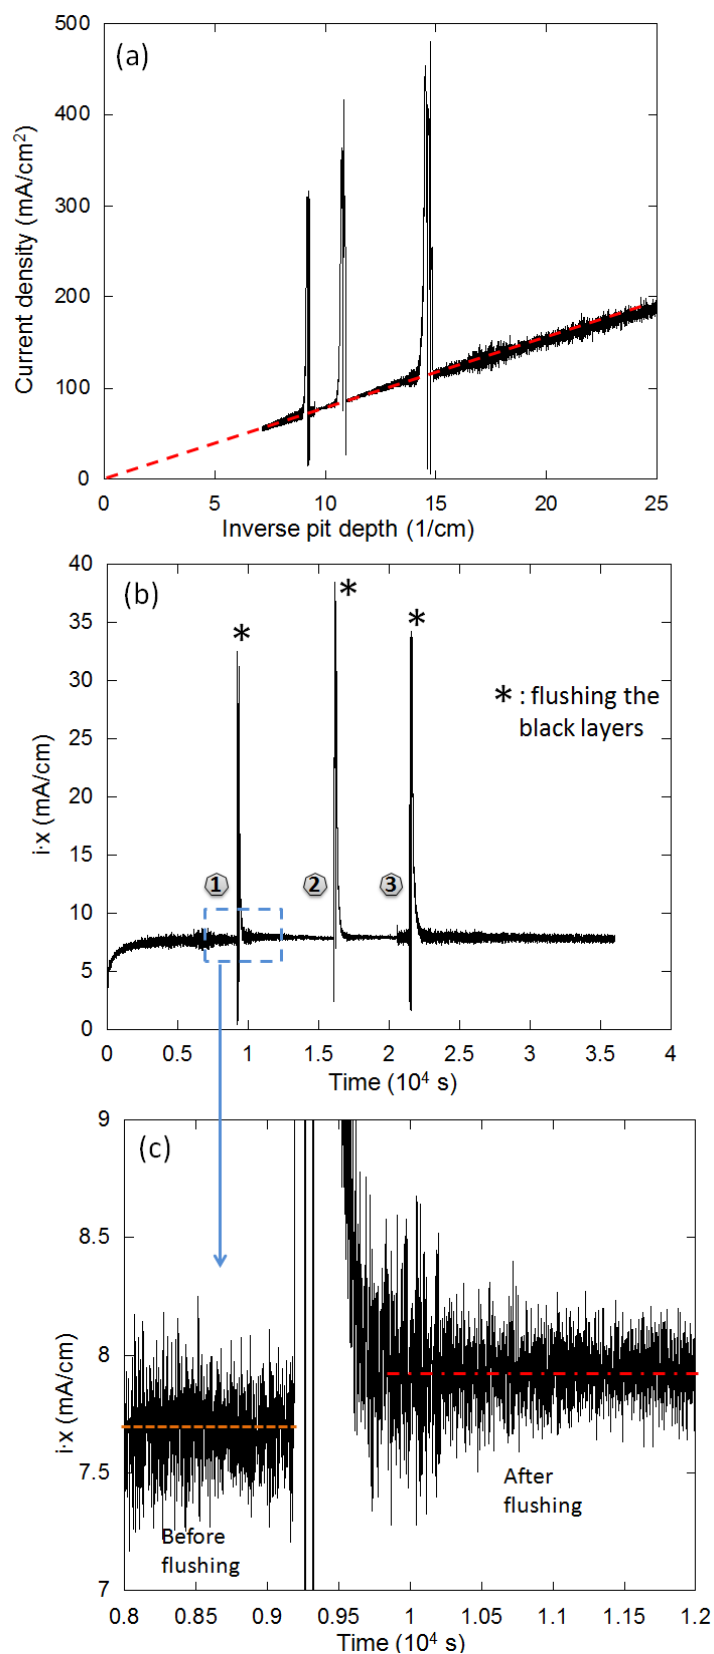 (a)
500
400
300
200
100
0
Current density (mA/cm²)
0 5 10 15 20 25
Inverse pit depth (1/cm)
(b)
40
35
30
25
20
15
10
5
0
i·x (mA/cm)
* * *
* : flushing the
black layers
1 2 3
0 0.5 1 1.5 2 2.5 3 3.5 4
Time (10⁴ s)
(c)
9
8.5
8
7.5
7
i·x (mA/cm)
Before
flushing
After
flushing
0.8 0.85 0.9 0.95 1 1.05 1.1 1.15 1.2
Time (10⁴ s)